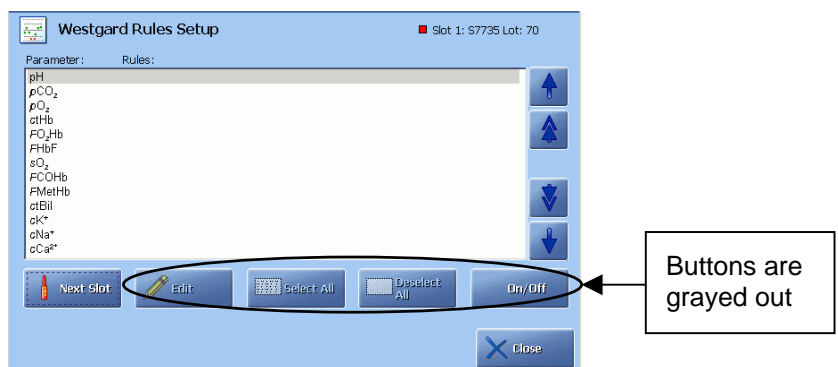 Westgard Rules Setup
Slot 1: S7735 Lot: 70
Parameter: Rules:
pH
pCO₂
pO₂
ctHb
FO₂Hb
FHbF
sO₂
FCOHb
FMetHb
ctBil
cK⁺
cNa⁺
cCa²⁺
Next Slot
Edit
Select All
Deselect
All
On/Off
Close
Buttons are
grayed out